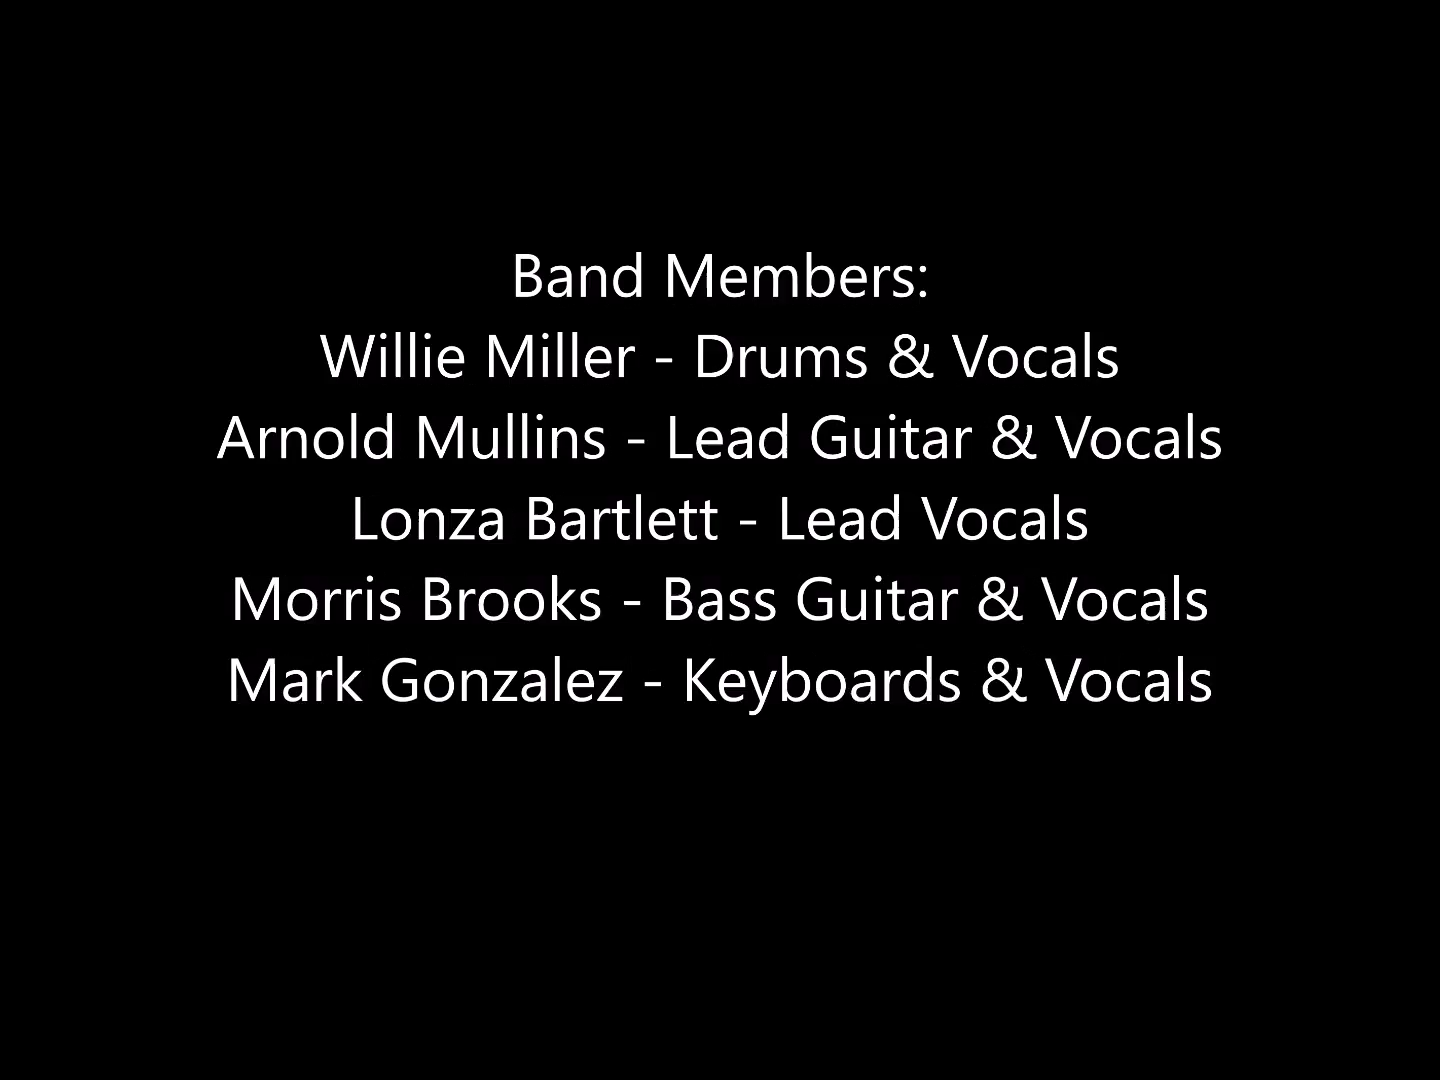 Band Members:
Willie Miller - Drums & Vocals
Arnold Mullins - Lead Guitar & Vocals
Lonza Bartlett - Lead Vocals
Morris Brooks - Bass Guitar & Vocals
Mark Gonzalez - Keyboards & Vocals